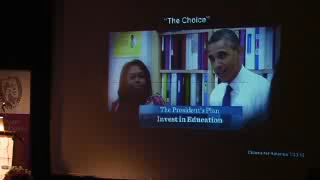 “The Choice”
The President's Plan
Invest in Education